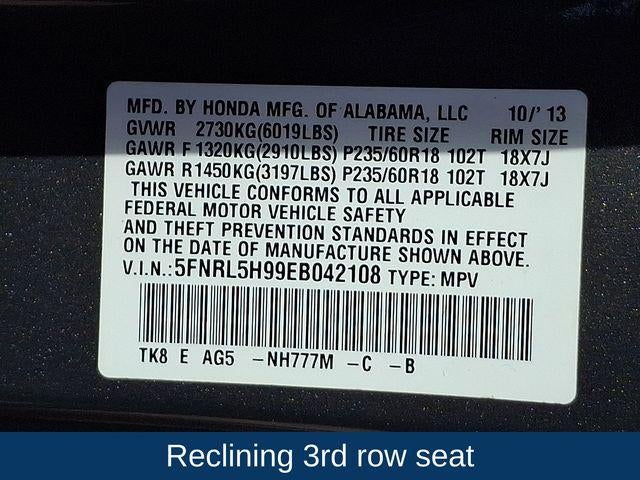 MFD. BY HONDA MFG. OF ALABAMA, LLC 10/' 13
GVWR 2730KG(6019LBS) TIRE SIZE RIM SIZE
GAWR F 1320KG(2910LBS) P235/60R18 102T 18X7J
GAWR R 1450KG(3197LBS) P235/60R18 102T 18X7J
THIS VEHICLE CONFORMS TO ALL APPLICABLE
FEDERAL MOTOR VEHICLE SAFETY
AND THEFT PREVENTION STANDARDS IN EFFECT
ON THE DATE OF MANUFACTURE SHOWN ABOVE.
V.I.N.:5FNRL5H99EB042108 TYPE: MPV
TK8 E AG5 -NH777M -C -B
Reclining 3rd row seat